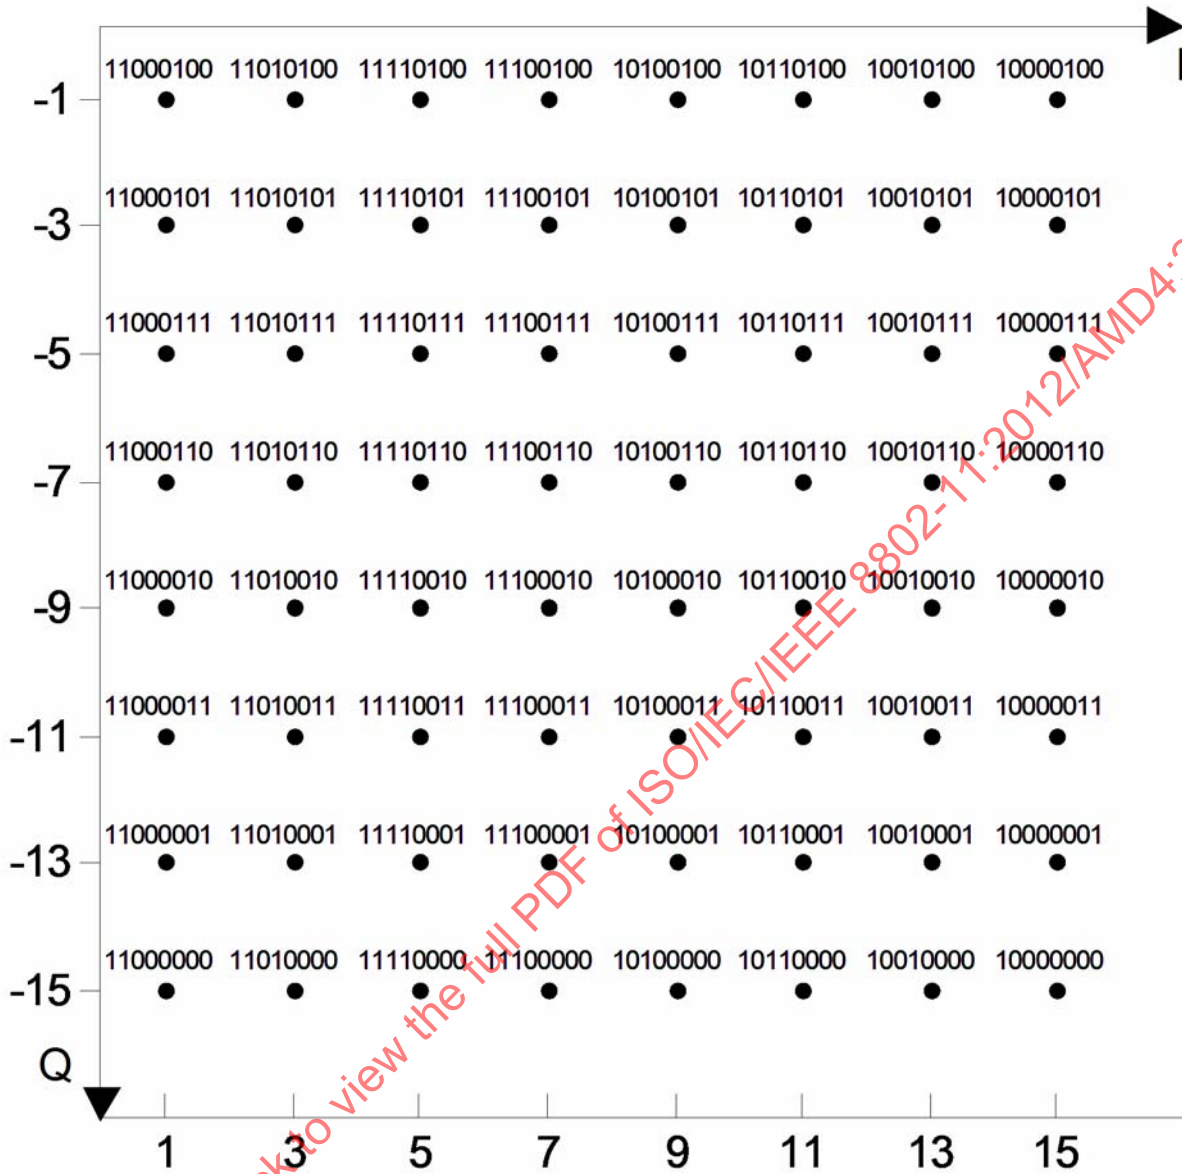 11000100 11010100 11110100 11100100 10100100 10110100 10010100 10000100
-1
11000101 11010101 11110101 11100101 10100101 10110101 10010101 10000101
-3
11000111 11010111 11110111 11100111 10100111 10110111 10010111 10000111
-5
11000110 11010110 11110110 11100110 10100110 10110110 10010110 10000110
-7
11000010 11010010 11110010 11100010 10100010 10110010 10010010 10000010
-9
11000011 11010011 11110011 11100011 10100011 10110011 10010011 10000011
-11
11000001 11010001 11110001 11100001 10100001 10110001 10010001 10000001
-13
11000000 11010000 11110000 11100000 10100000 10110000 10010000 10000000
-15
Q
1 3 5 7 9 11 13 15
to view the full PDF of ISO/IEC/IEEE 8802-11:2012/AMD4: